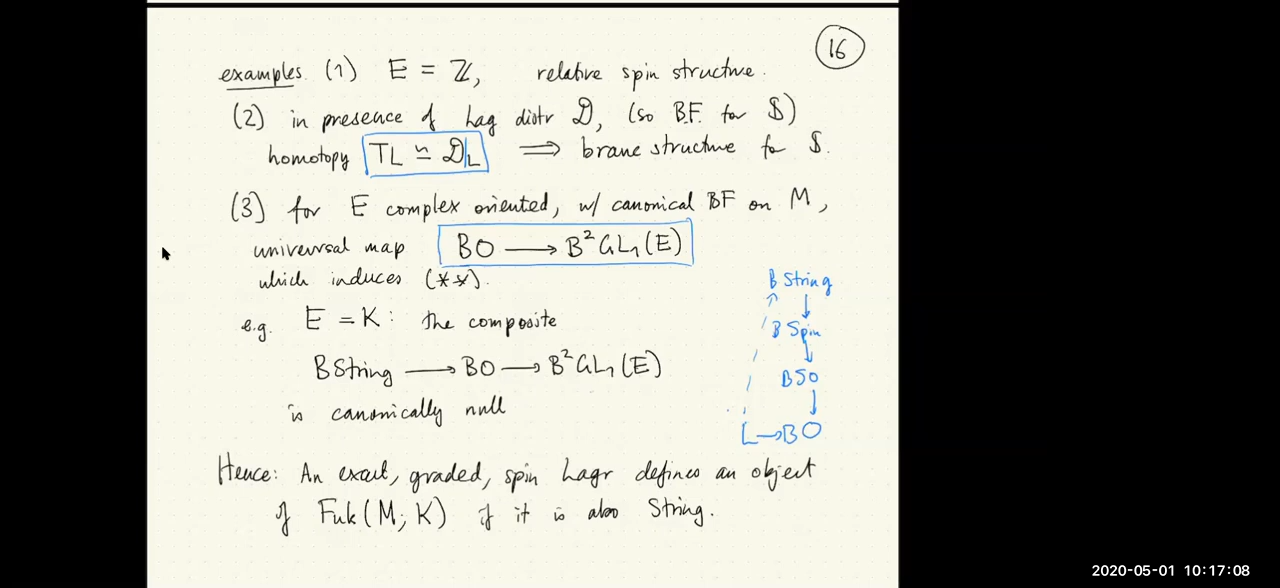 16
examples. (1) E = ℤ, relative spin structure.
(2) in presence of Lag distr 𝒟, (so B.F. for $)
homotopy TL ≃ 𝒟|L ⟹ brane structure for $.
(3) for E complex oriented, w/ canonical BF on M,
universal map BO ⟶ B²GL₁(E)
which induces (**).
e.g. E = K: the composite
BString ⟶ BO ⟶ B²GL₁(E)
is canonically null
B String
↓
B Spin
↓
BSO
↓
L → BO
Hence: An exact, graded, spin Lagr defines an object
of Fuk(M; K) if it is also String.
2020-05-01 10:17:08